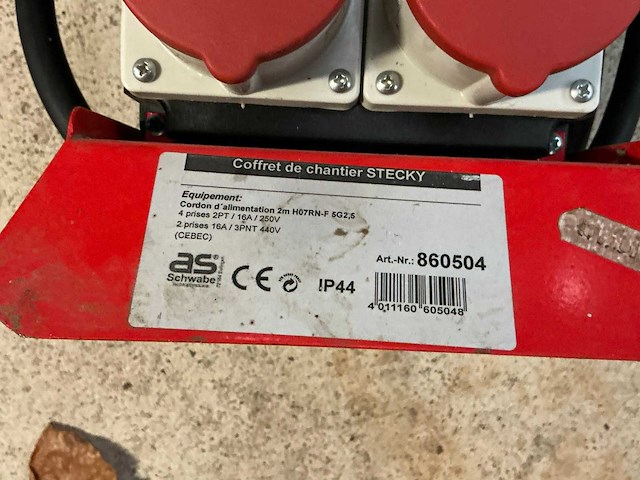 Coffret de chantier STECKY
Equipement:
Cordon d'alimentation 2m H07RN-F 5G2,5
4 prises 2PT / 16A / 250V
2 prises 16A / 3PNT 440V
(CEBEC)
as
Schwabe
CE
IP44
Art.-Nr.: 860504
4 011160 605048